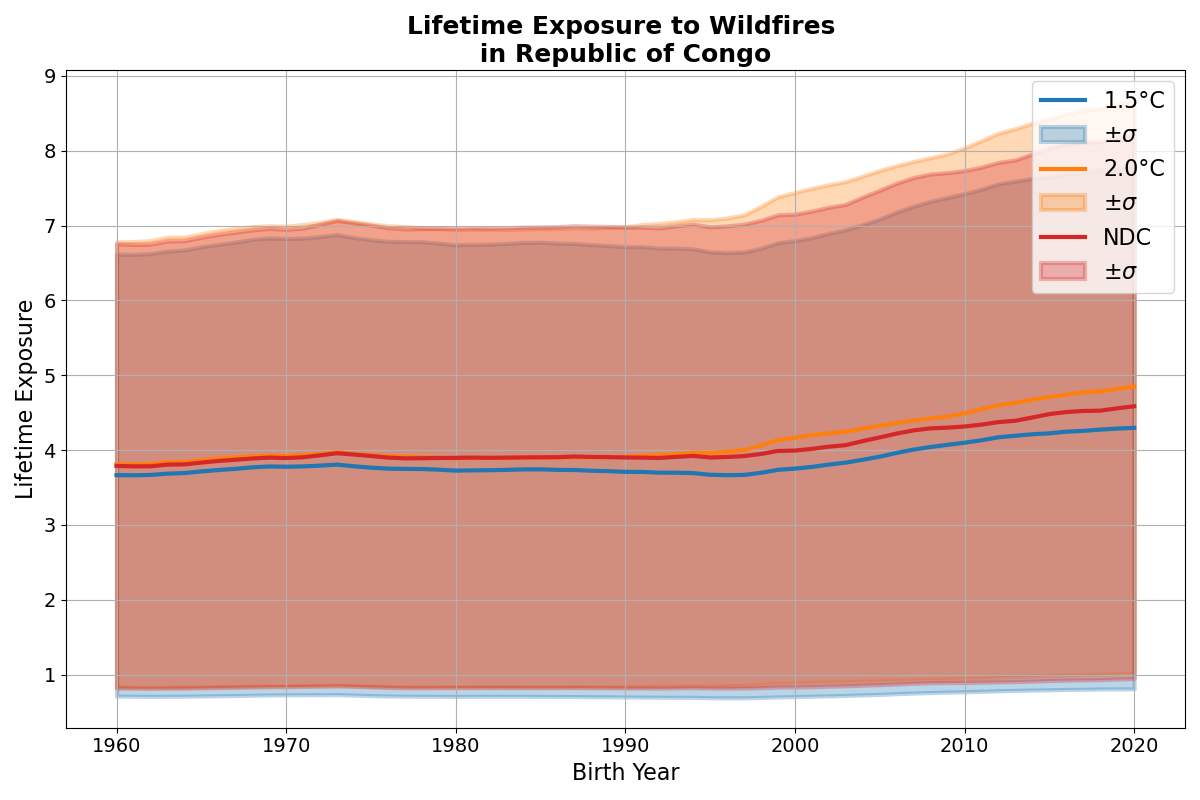 Lifetime Exposure to Wildfires
in Republic of Congo
Lifetime Exposure
9
8
7
6
5
4
3
2
1
1.5°C
±σ
2.0°C
±σ
NDC
±σ
1960
1970
1980
1990
2000
2010
2020
Birth Year